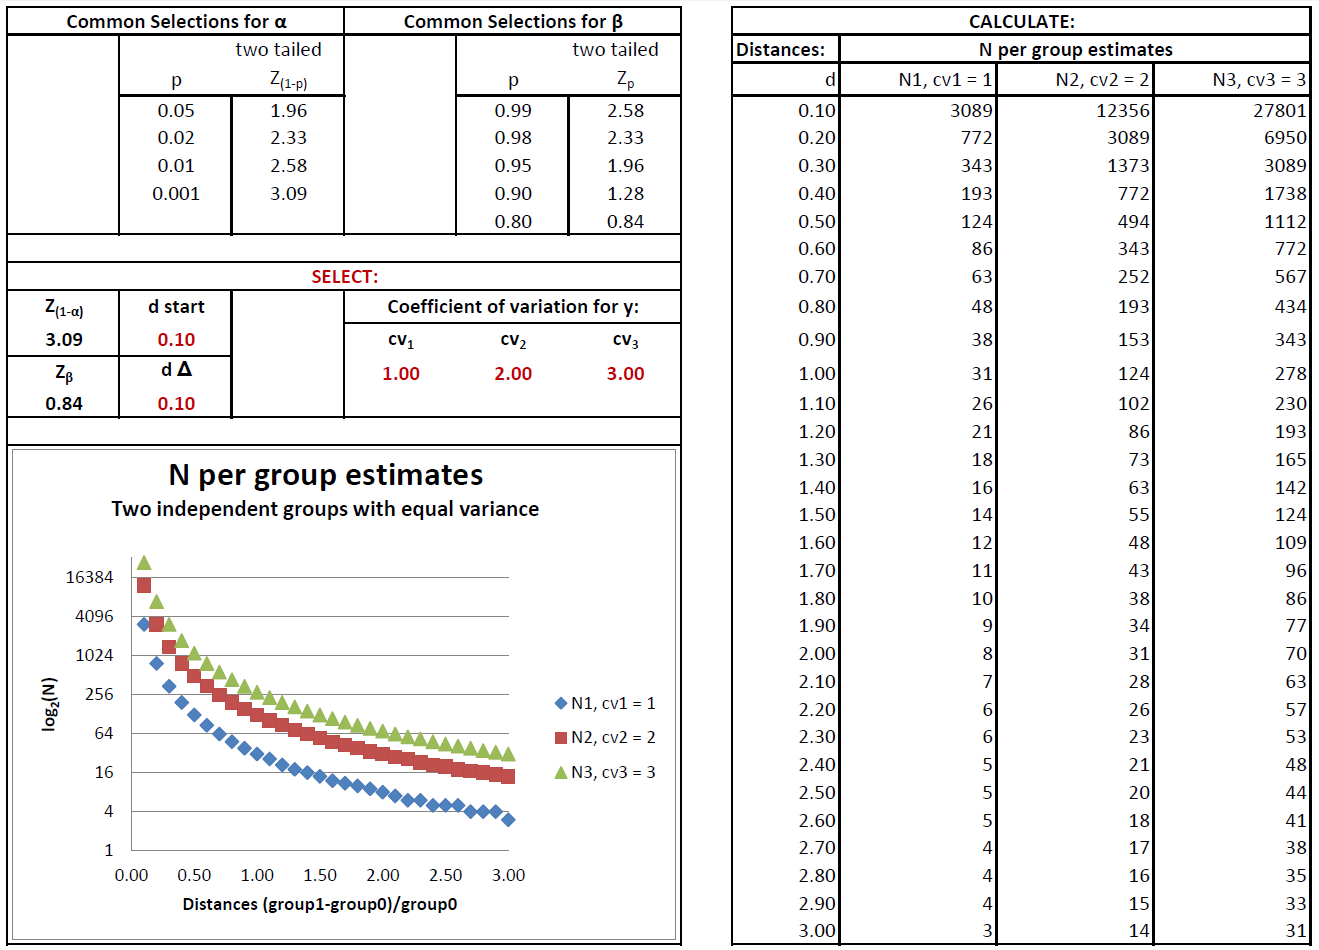 Common Selections for α Common Selections for β
two tailed two tailed
p Z(1-p) p Zp
0.05 1.96 0.99 2.58
0.02 2.33 0.98 2.33
0.01 2.58 0.95 1.96
0.001 3.09 0.90 1.28
0.80 0.84
SELECT:
Z(1-α) d start Coefficient of variation for y:
3.09 0.10 cv1 cv2 cv3
Zβ d Δ 1.00 2.00 3.00
0.84 0.10
N per group estimates
Two independent groups with equal variance
16384
4096
1024
256
64
16
4
1
log2(N)
0.00 0.50 1.00 1.50 2.00 2.50 3.00
Distances (group1-group0)/group0
N1, cv1 = 1
N2, cv2 = 2
N3, cv3 = 3
CALCULATE:
Distances: N per group estimates
d N1, cv1 = 1 N2, cv2 = 2 N3, cv3 = 3
0.10 3089 12356 27801
0.20 772 3089 6950
0.30 343 1373 3089
0.40 193 772 1738
0.50 124 494 1112
0.60 86 343 772
0.70 63 252 567
0.80 48 193 434
0.90 38 153 343
1.00 31 124 278
1.10 26 102 230
1.20 21 86 193
1.30 18 73 165
1.40 16 63 142
1.50 14 55 124
1.60 12 48 109
1.70 11 43 96
1.80 10 38 86
1.90 9 34 77
2.00 8 31 70
2.10 7 28 63
2.20 6 26 57
2.30 6 23 53
2.40 5 21 48
2.50 5 20 44
2.60 5 18 41
2.70 4 17 38
2.80 4 16 35
2.90 4 15 33
3.00 3 14 31